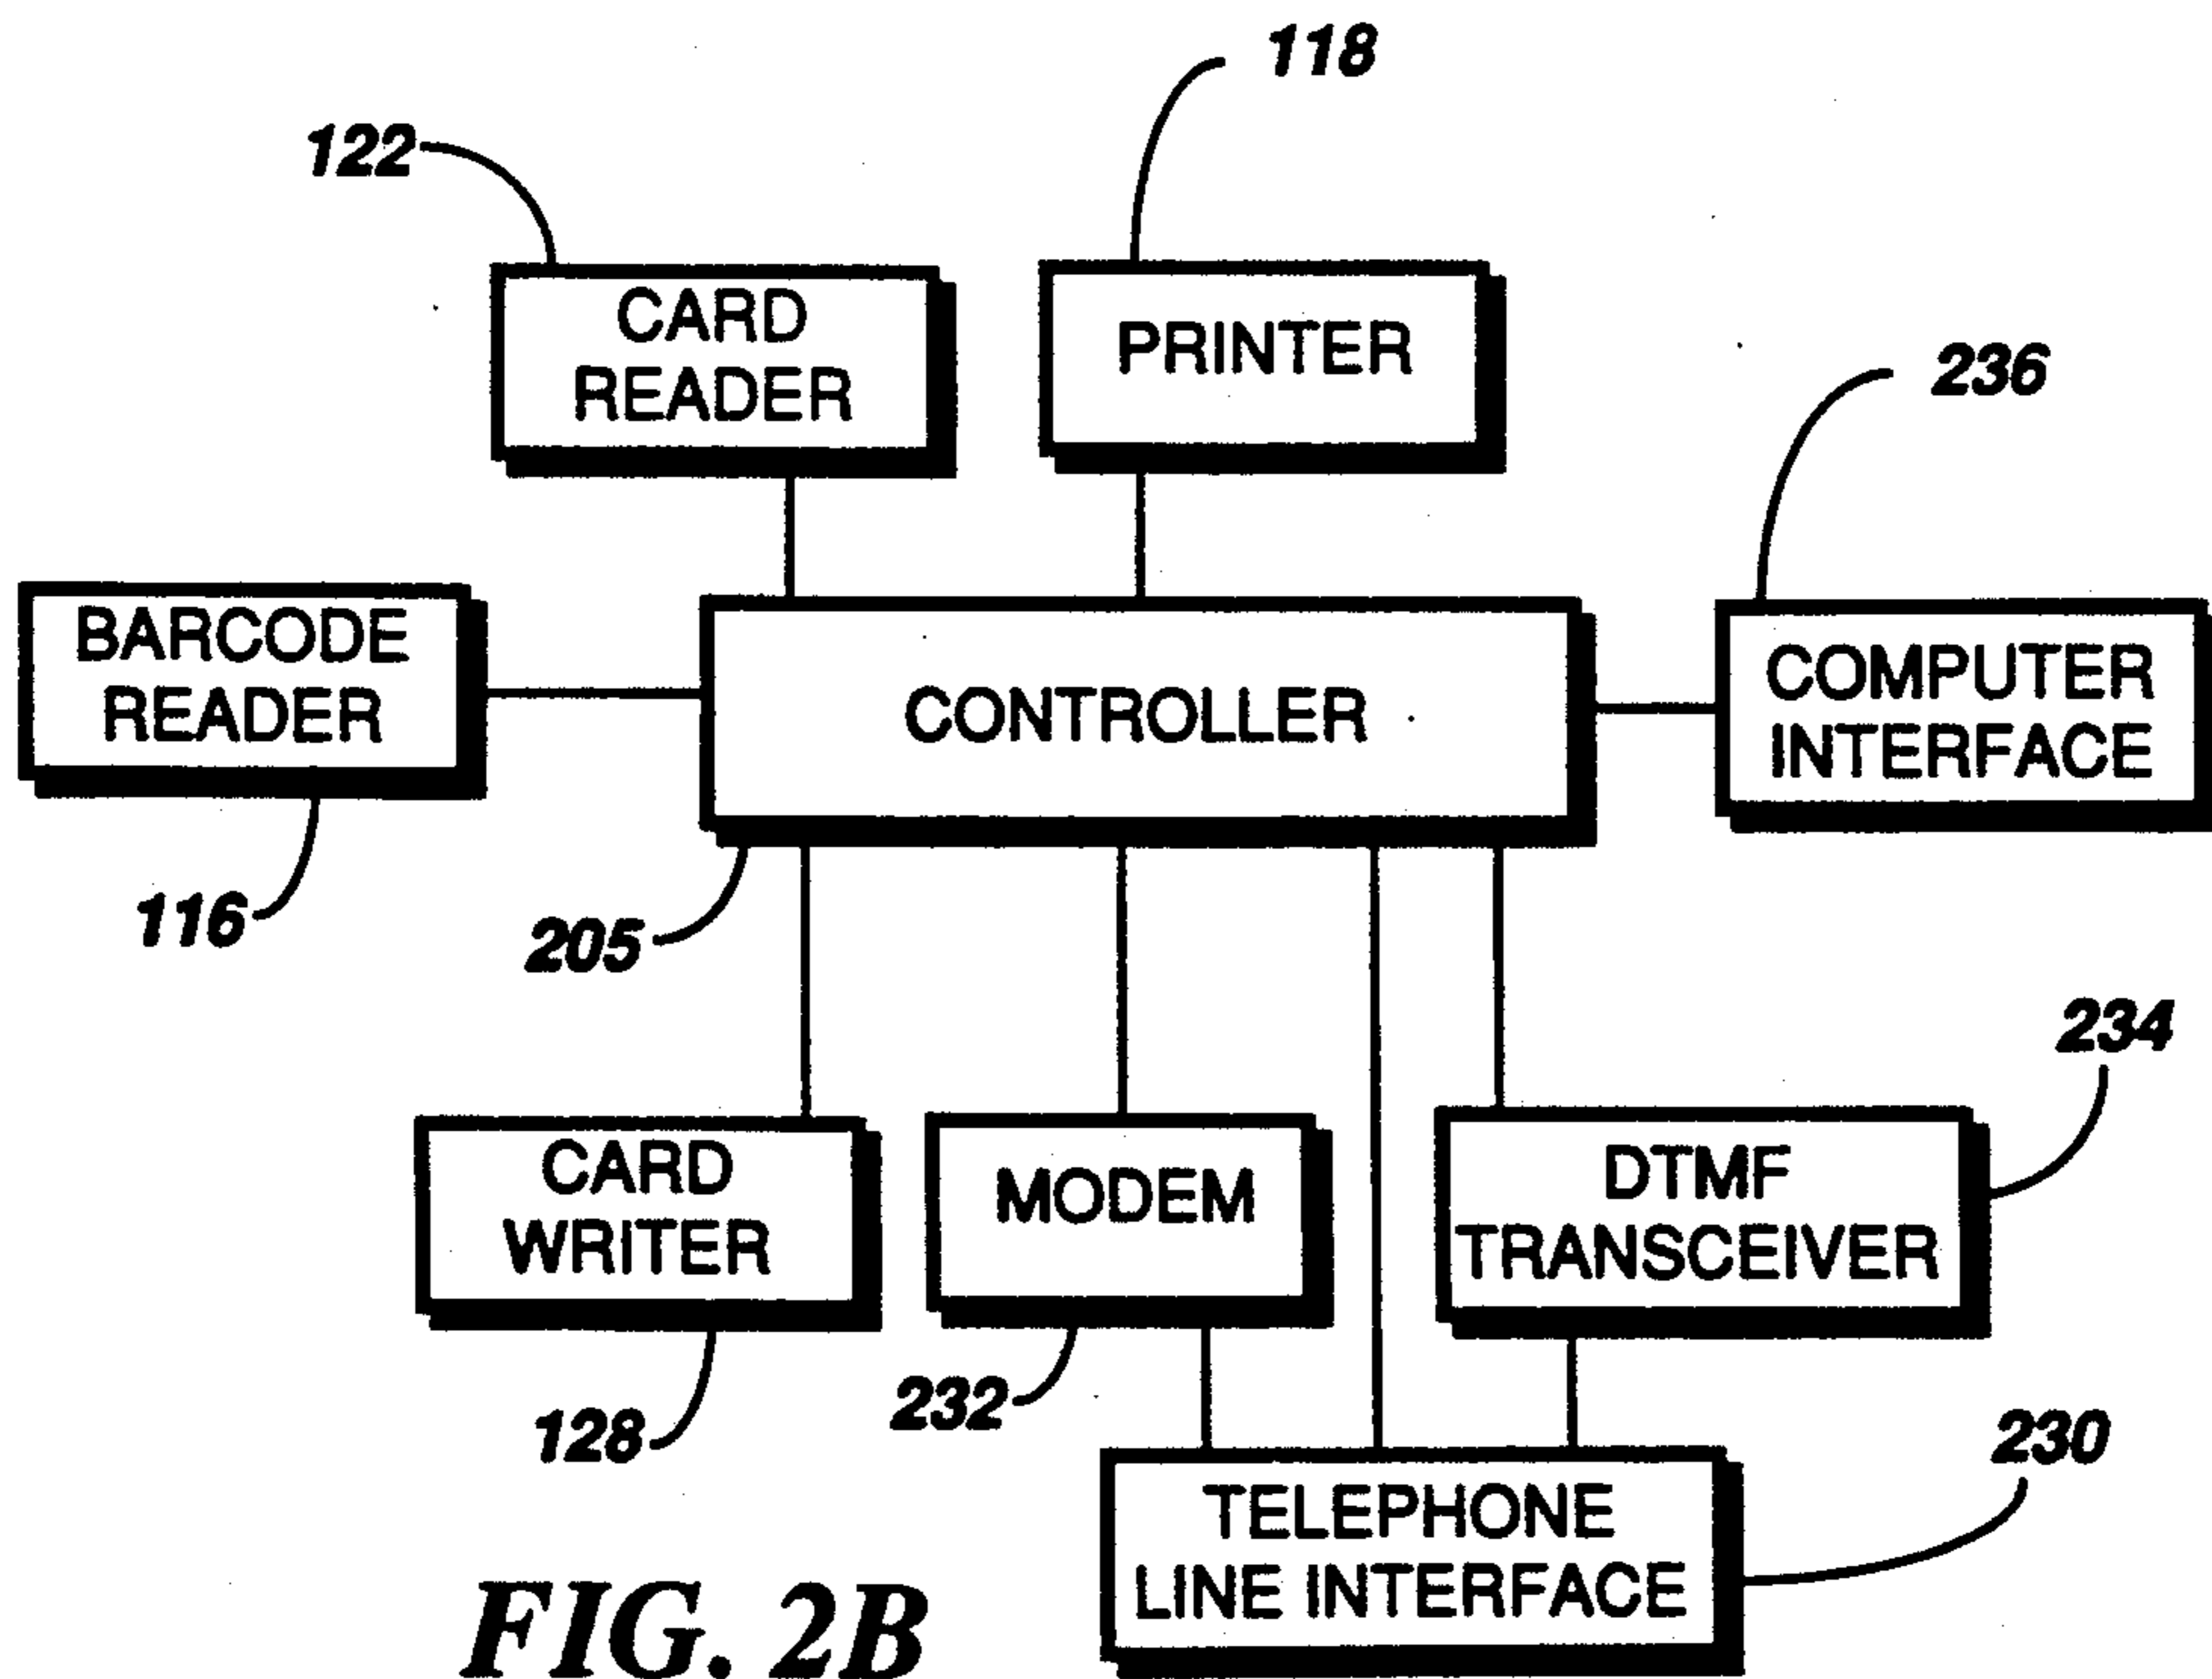 118
122
CARD
READER
PRINTER
236
BARCODE
READER
CONTROLLER
COMPUTER
INTERFACE
116
205
234
CARD
WRITER
MODEM
DTMF
TRANSCEIVER
128
232
230
TELEPHONE
LINE INTERFACE
FIG. 2B